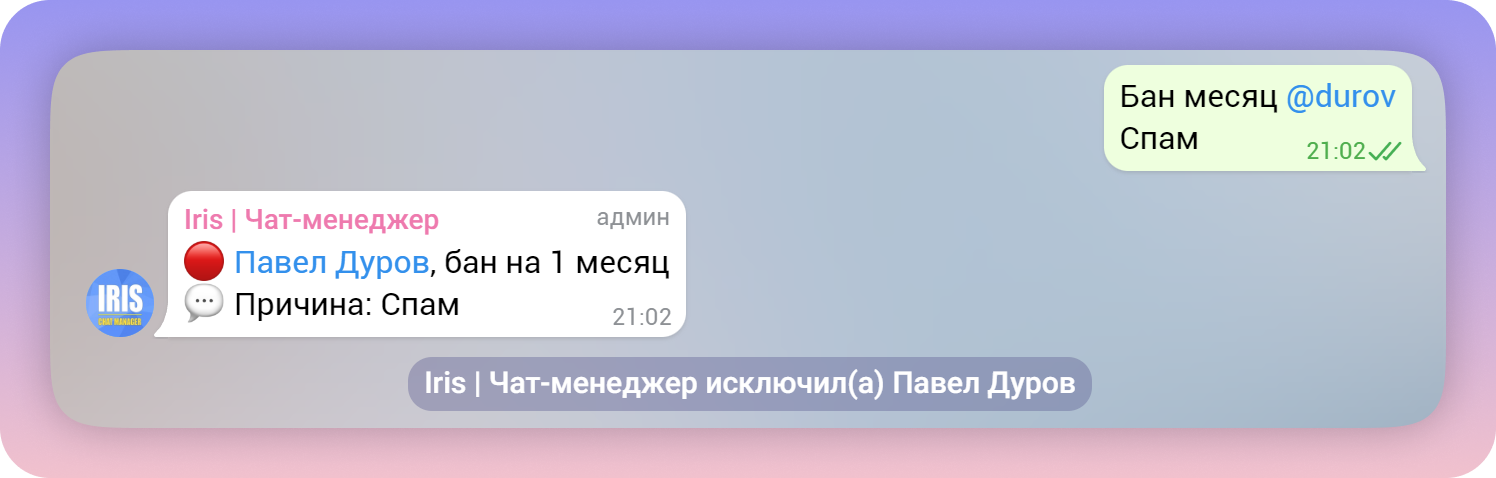 Бан месяц @durov
Спам
21:02
Iris | Чат-менеджер
админ
Павел Дуров, бан на 1 месяц
Причина: Спам
21:02
IRIS
CHAT MANAGER
Iris | Чат-менеджер исключил(а) Павел Дуров